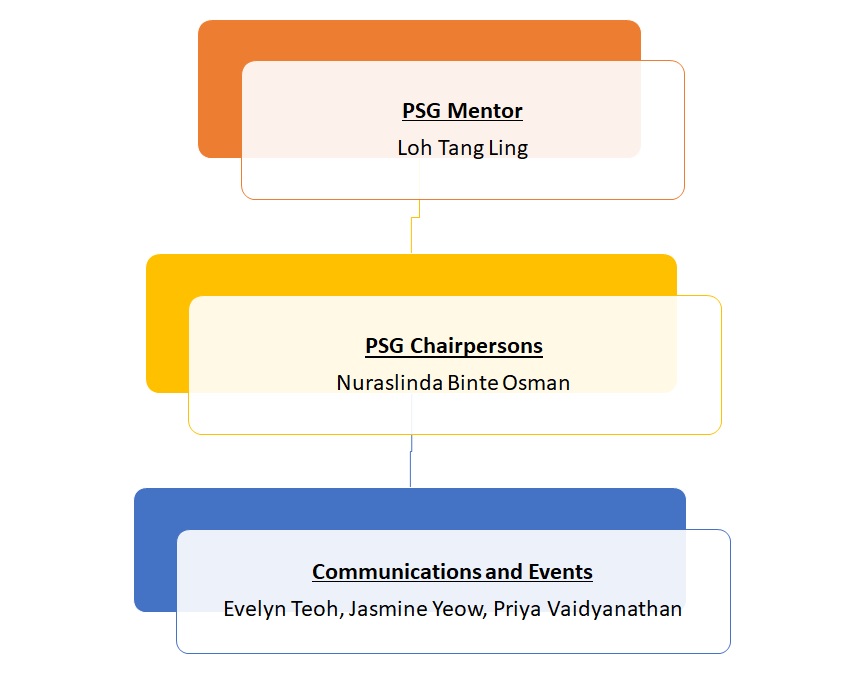 PSG Mentor
Loh Tang Ling
PSG Chairpersons
Nuraslinda Binte Osman
Communications and Events
Evelyn Teoh, Jasmine Yeow, Priya Vaidyanathan